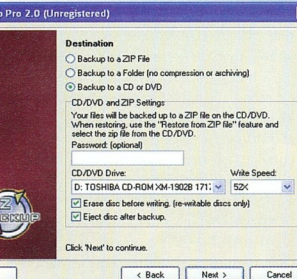 o Pro 2.0 (Unregistered)
Destination
Backup to a ZIP File
Backup to a Folder (no compression or archiving)
Backup to a CD or DVD
CD/DVD and ZIP Settings
Your files will be backed up to a ZIP file on the CD/DVD.
When restoring, use the "Restore from ZIP file" feature and
select the zip from the CD/DVD.
Password: (optional)
CD/DVD Drive:
Write Speed:
D: TOSHIBA CD-ROM XM-1902B 1717
52X
Erase disc before writing. (re-writable discs only)
Eject disc after backup.
Z
BACKUP
Click 'Next' to continue.
< Back
Next >
Cancel